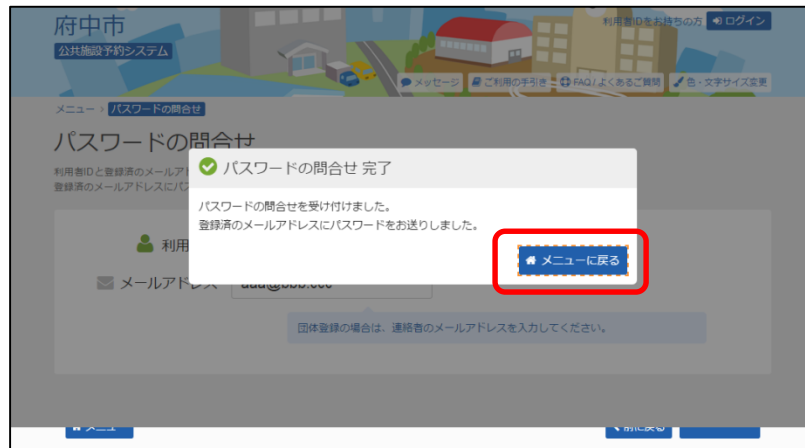 府中市
公共施設予約システム
利用者IDをお持ちの方 ログイン
メッセージ ご利用の手引き FAQ / よくあるご質問 色・文字サイズ変更
メニュー > パスワードの問合せ
パスワードの問合せ
利用者IDと登録済のメールア
登録済のメールアドレスにパス
パスワードの問合せ 完了
パスワードの問合せを受け付けました。
登録済のメールアドレスにパスワードをお送りしました。
メニューに戻る
利用
メールアドレス aaa@bbb.ccc
団体登録の場合は、連絡者のメールアドレスを入力してください。
メニュー 前に戻る